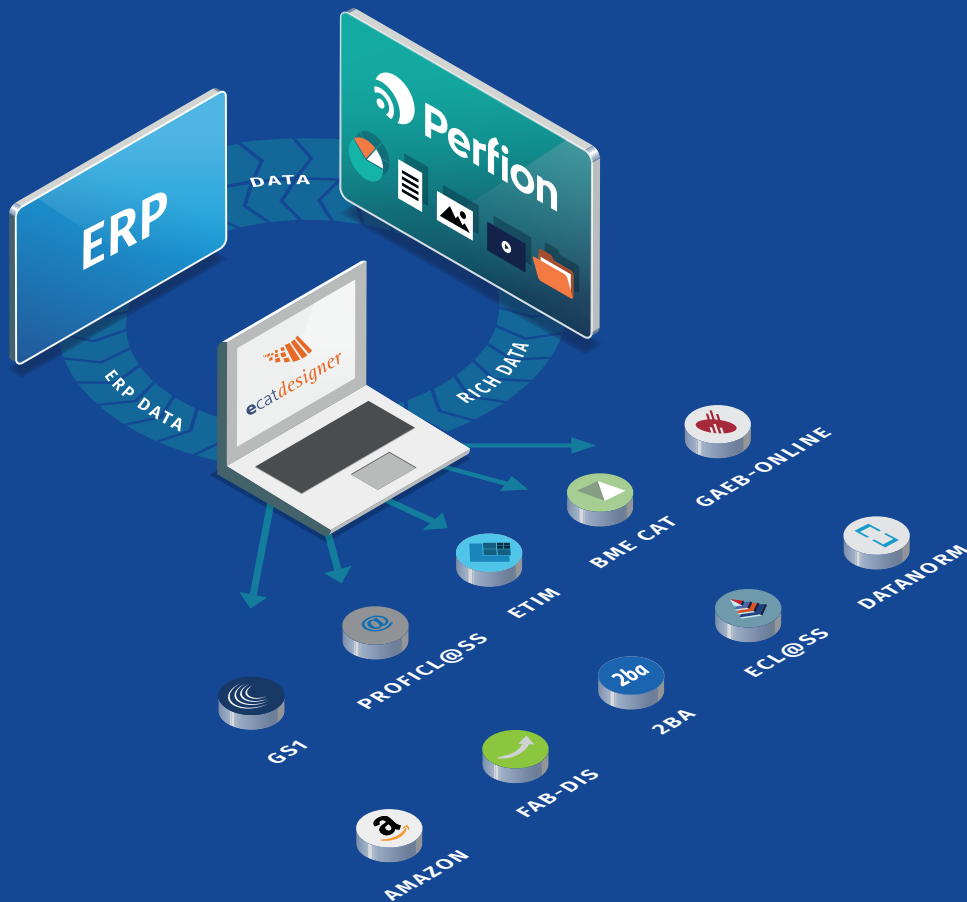 Perfion
ERP
DATA
ERP DATA
RICH DATA
ecatdesigner
GAEB-ONLINE
BME CAT
DATANORM
ETIM
ECL@SS
@
PROFICL@SS
2ba
2BA
GS1
FAB-DIS
a
AMAZON